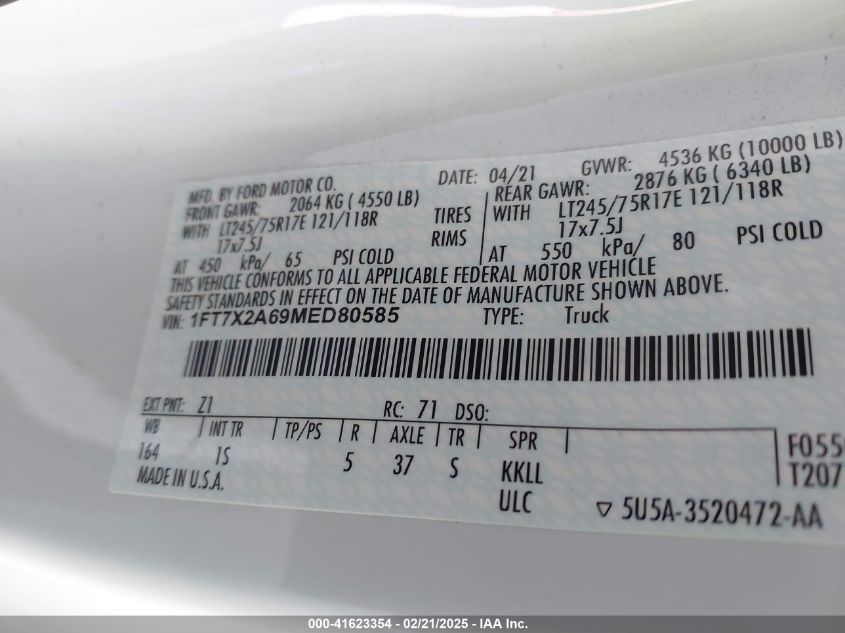 MFD. BY FORD MOTOR CO.
DATE: 04/21 GVWR: 4536 KG (10000 LB)
FRONT GAWR: 2064 KG ( 4550 LB)
REAR GAWR: 2876 KG ( 6340 LB)
WITH LT245/75R17E 121/118R TIRES WITH LT245/75R17E 121/118R
17x7.5J RIMS 17x7.5J
AT 450 kPa/ 65 PSI COLD AT 550 kPa/ 80 PSI COLD
THIS VEHICLE CONFORMS TO ALL APPLICABLE FEDERAL MOTOR VEHICLE
SAFETY STANDARDS IN EFFECT ON THE DATE OF MANUFACTURE SHOWN ABOVE.
VIN: 1FT7X2A69MED80585 TYPE: Truck
EXT PNT: Z1 RC: 71 DSO:
WB INT TR TP/PS R AXLE TR SPR
164 1S 5 37 S KKLL
MADE IN U.S.A. ULC
F055
T207
5U5A-3520472-AA
000-41623354 - 02/21/2025 - IAA Inc.